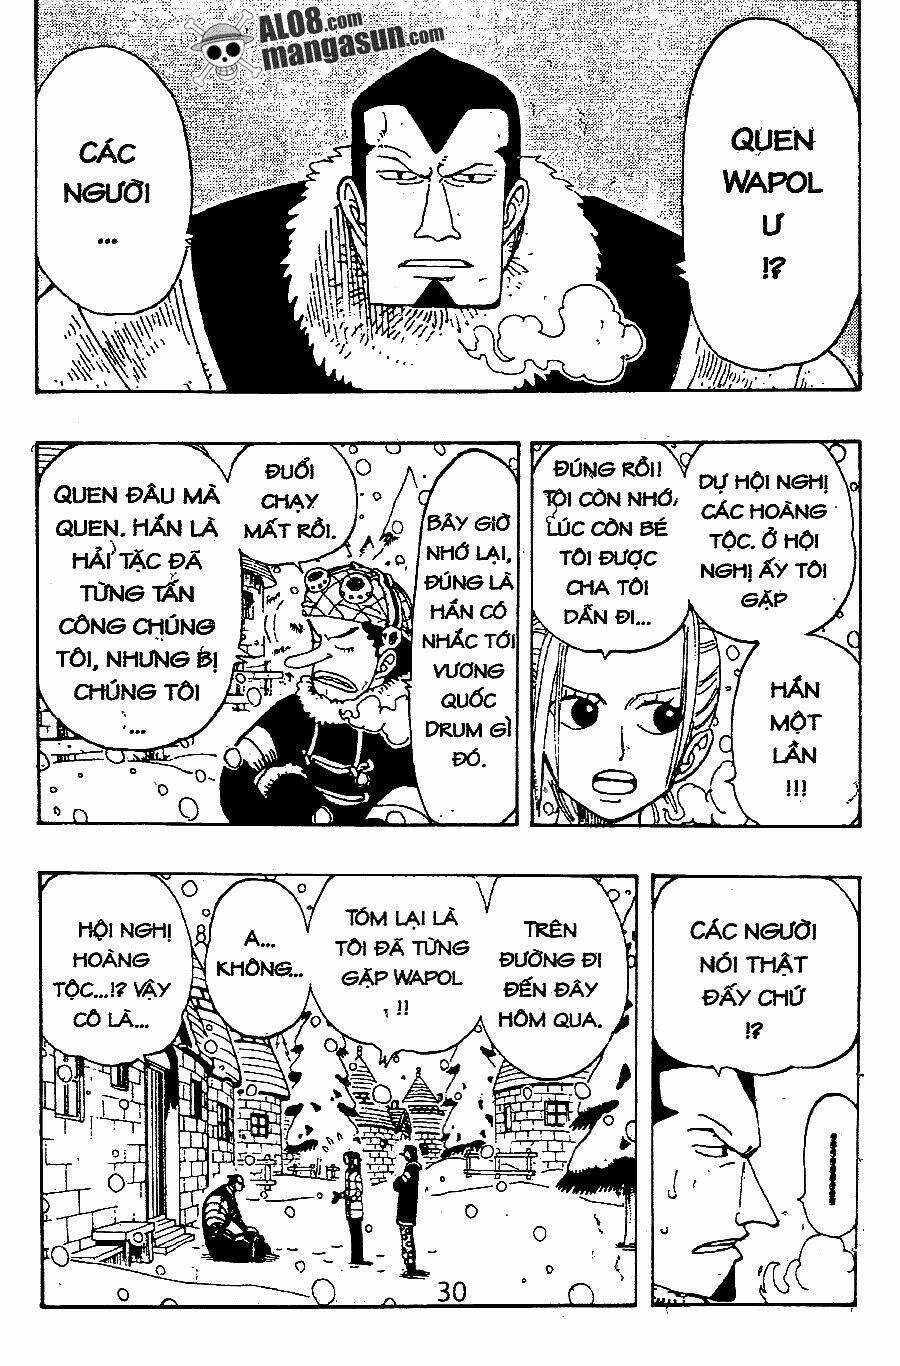 ALO8.com
mangasun.com
QUEN
WAPOL
Ư
!?
CÁC
NGƯỜI
...
DỰ HỘI NGHỊ
CÁC HOÀNG
TỘC. Ở HỘI
NGHỊ ẤY TÔI
GẶP
HẮN
MỘT
LẦN
!!!
ĐÚNG RỒI!
TÔI CÒN NHỚ,
LÚC CÒN BÉ
TÔI ĐƯỢC
CHA TÔI
DẪN ĐI...
BÂY GIỜ
NHỚ LẠI,
ĐÚNG LÀ
HẮN CÓ
NHẮC TỚI
VƯƠNG
QUỐC
DRUM GÌ
ĐÓ.
ĐUỔI
CHẠY
MẤT RỒI.
QUEN ĐÂU MÀ
QUEN. HẮN LÀ
HẢI TẶC ĐÃ
TỪNG TẤN
CÔNG CHÚNG
TÔI, NHƯNG BỊ
CHÚNG TÔI
...
CÁC NGƯỜI
NÓI THẬT
ĐẤY CHỨ
!?
..........
TRÊN
ĐƯỜNG ĐI
ĐẾN ĐÂY
HÔM QUA.
TÓM LẠI LÀ
TÔI ĐÃ TỪNG
GẶP WAPOL
!!
A...
KHÔNG...
HỘI NGHỊ
HOÀNG
TỘC...!? VẬY
CÔ LÀ...
30